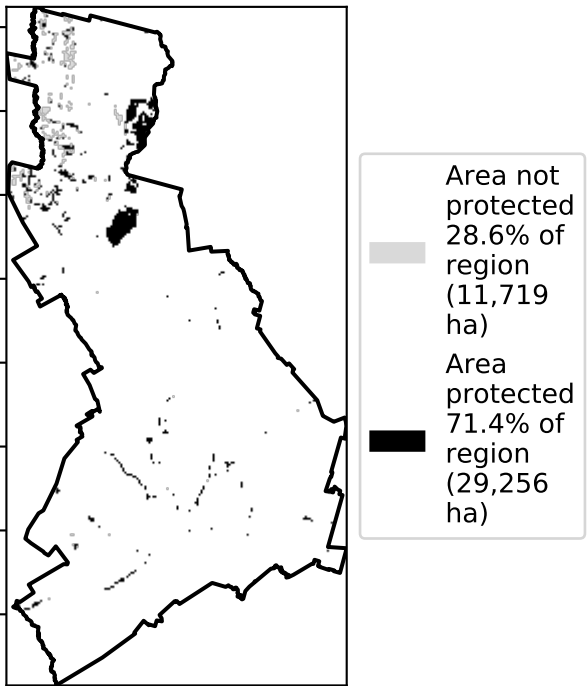 Area not
protected
28.6% of
region
(11,719
ha)
Area
protected
71.4% of
region
(29,256
ha)